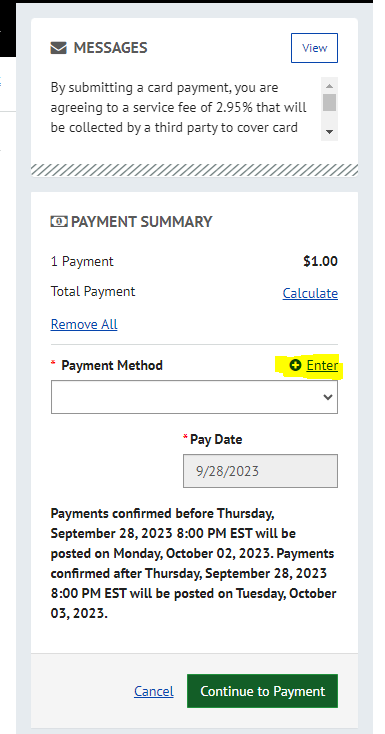 MESSAGES
View
By submitting a card payment, you are
agreeing to a service fee of 2.95% that will
be collected by a third party to cover card
PAYMENT SUMMARY
1 Payment $1.00
Total Payment Calculate
Remove All
* Payment Method Enter
* Pay Date
9/28/2023
Payments confirmed before Thursday,
September 28, 2023 8:00 PM EST will be
posted on Monday, October 02, 2023. Payments
confirmed after Thursday, September 28, 2023
8:00 PM EST will be posted on Tuesday, October
03, 2023.
Cancel Continue to Payment